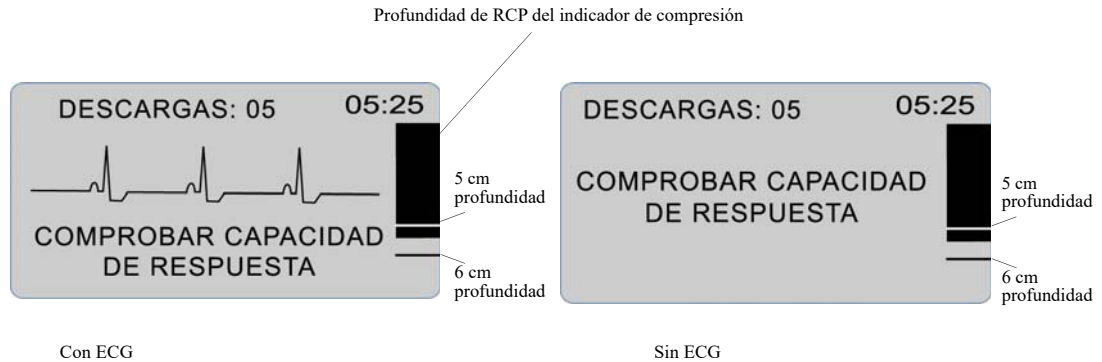 Profundidad de RCP del indicador de compresión
DESCARGAS: 05 05:25
COMPROBAR CAPACIDAD
DE RESPUESTA
5 cm
profundidad
6 cm
profundidad
DESCARGAS: 05 05:25
COMPROBAR CAPACIDAD
DE RESPUESTA
5 cm
profundidad
6 cm
profundidad
Con ECG
Sin ECG